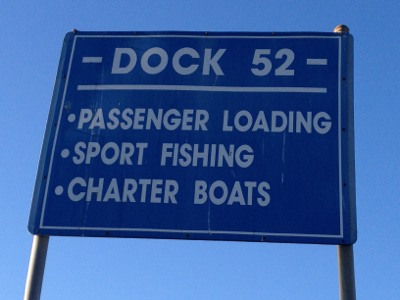 - DOCK 52 -
•PASSENGER LOADING
•SPORT FISHING
•CHARTER BOATS